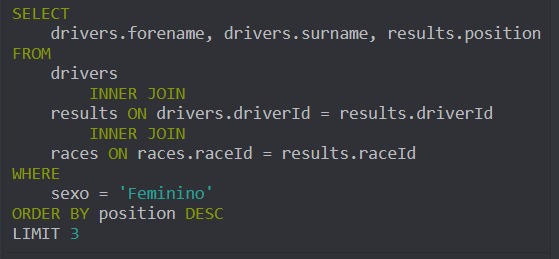 SELECT
    drivers.forename, drivers.surname, results.position
FROM
    drivers
        INNER JOIN
    results ON drivers.driverId = results.driverId
        INNER JOIN
    races ON races.raceId = results.raceId
WHERE
    sexo = 'Feminino'
ORDER BY position DESC
LIMIT 3